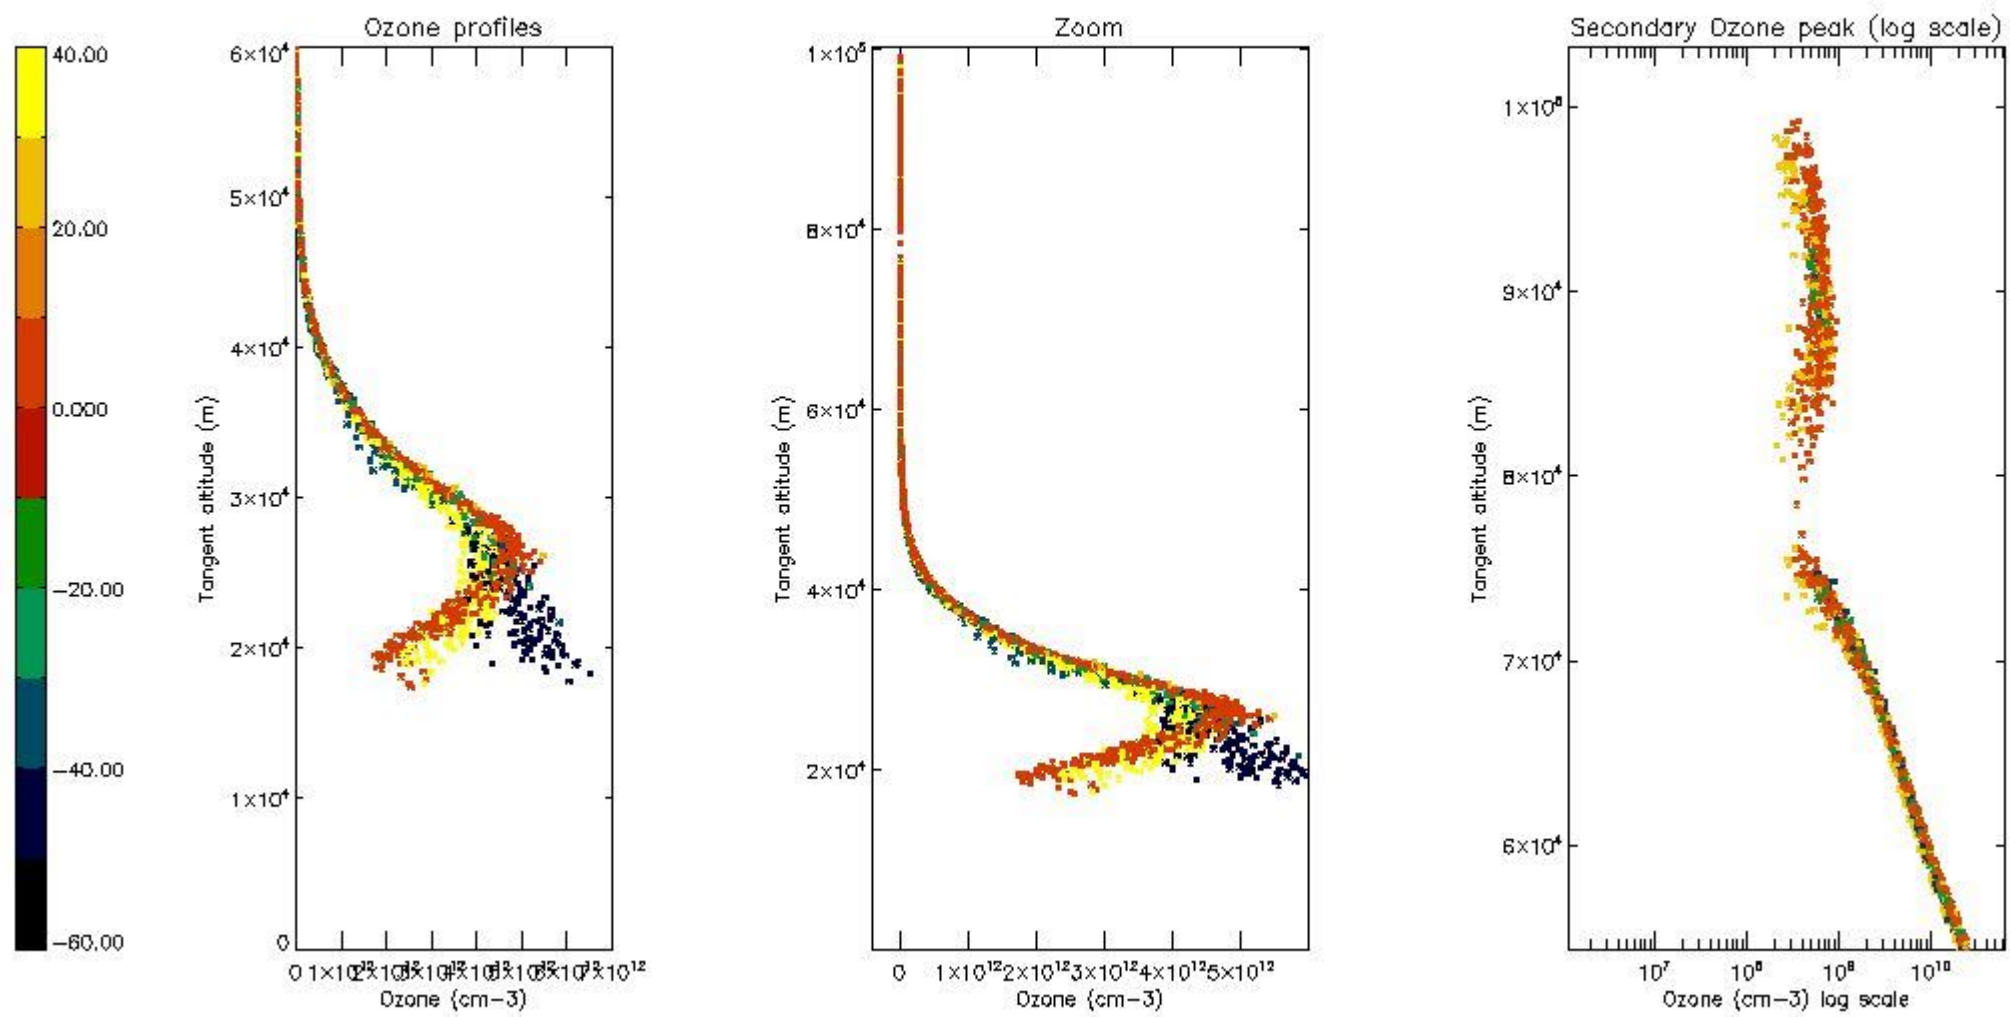 Ozone profiles
Zoom
Secondary Ozone peak (log scale)
40.00
20.00
0.000
−20.00
−40.00
−60.00
6×10⁴
5×10⁴
4×10⁴
3×10⁴
2×10⁴
1×10⁴
0
Tangent altitude (m)
0
7×10¹²
Ozone (cm−3)
1×10⁵
8×10⁴
6×10⁴
4×10⁴
2×10⁴
Tangent altitude (m)
0 1×10¹² 2×10¹² 3×10¹² 4×10¹² 5×10¹²
Ozone (cm−3)
9×10⁴
8×10⁴
7×10⁴
6×10⁴
Tangent altitude (m)
10⁷ 10⁸ 10⁹ 10¹⁰
Ozone (cm−3) log scale